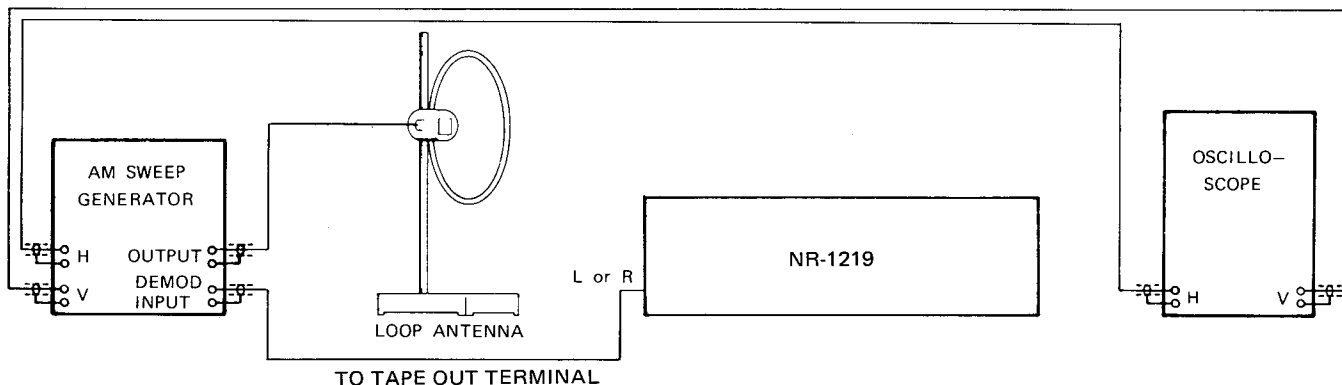 AM SWEEP
GENERATOR
H
OUTPUT
V
DEMOD
INPUT
LOOP ANTENNA
TO TAPE OUT TERMINAL
L or R
NR-1219
OSCILLO-
SCOPE
H
V